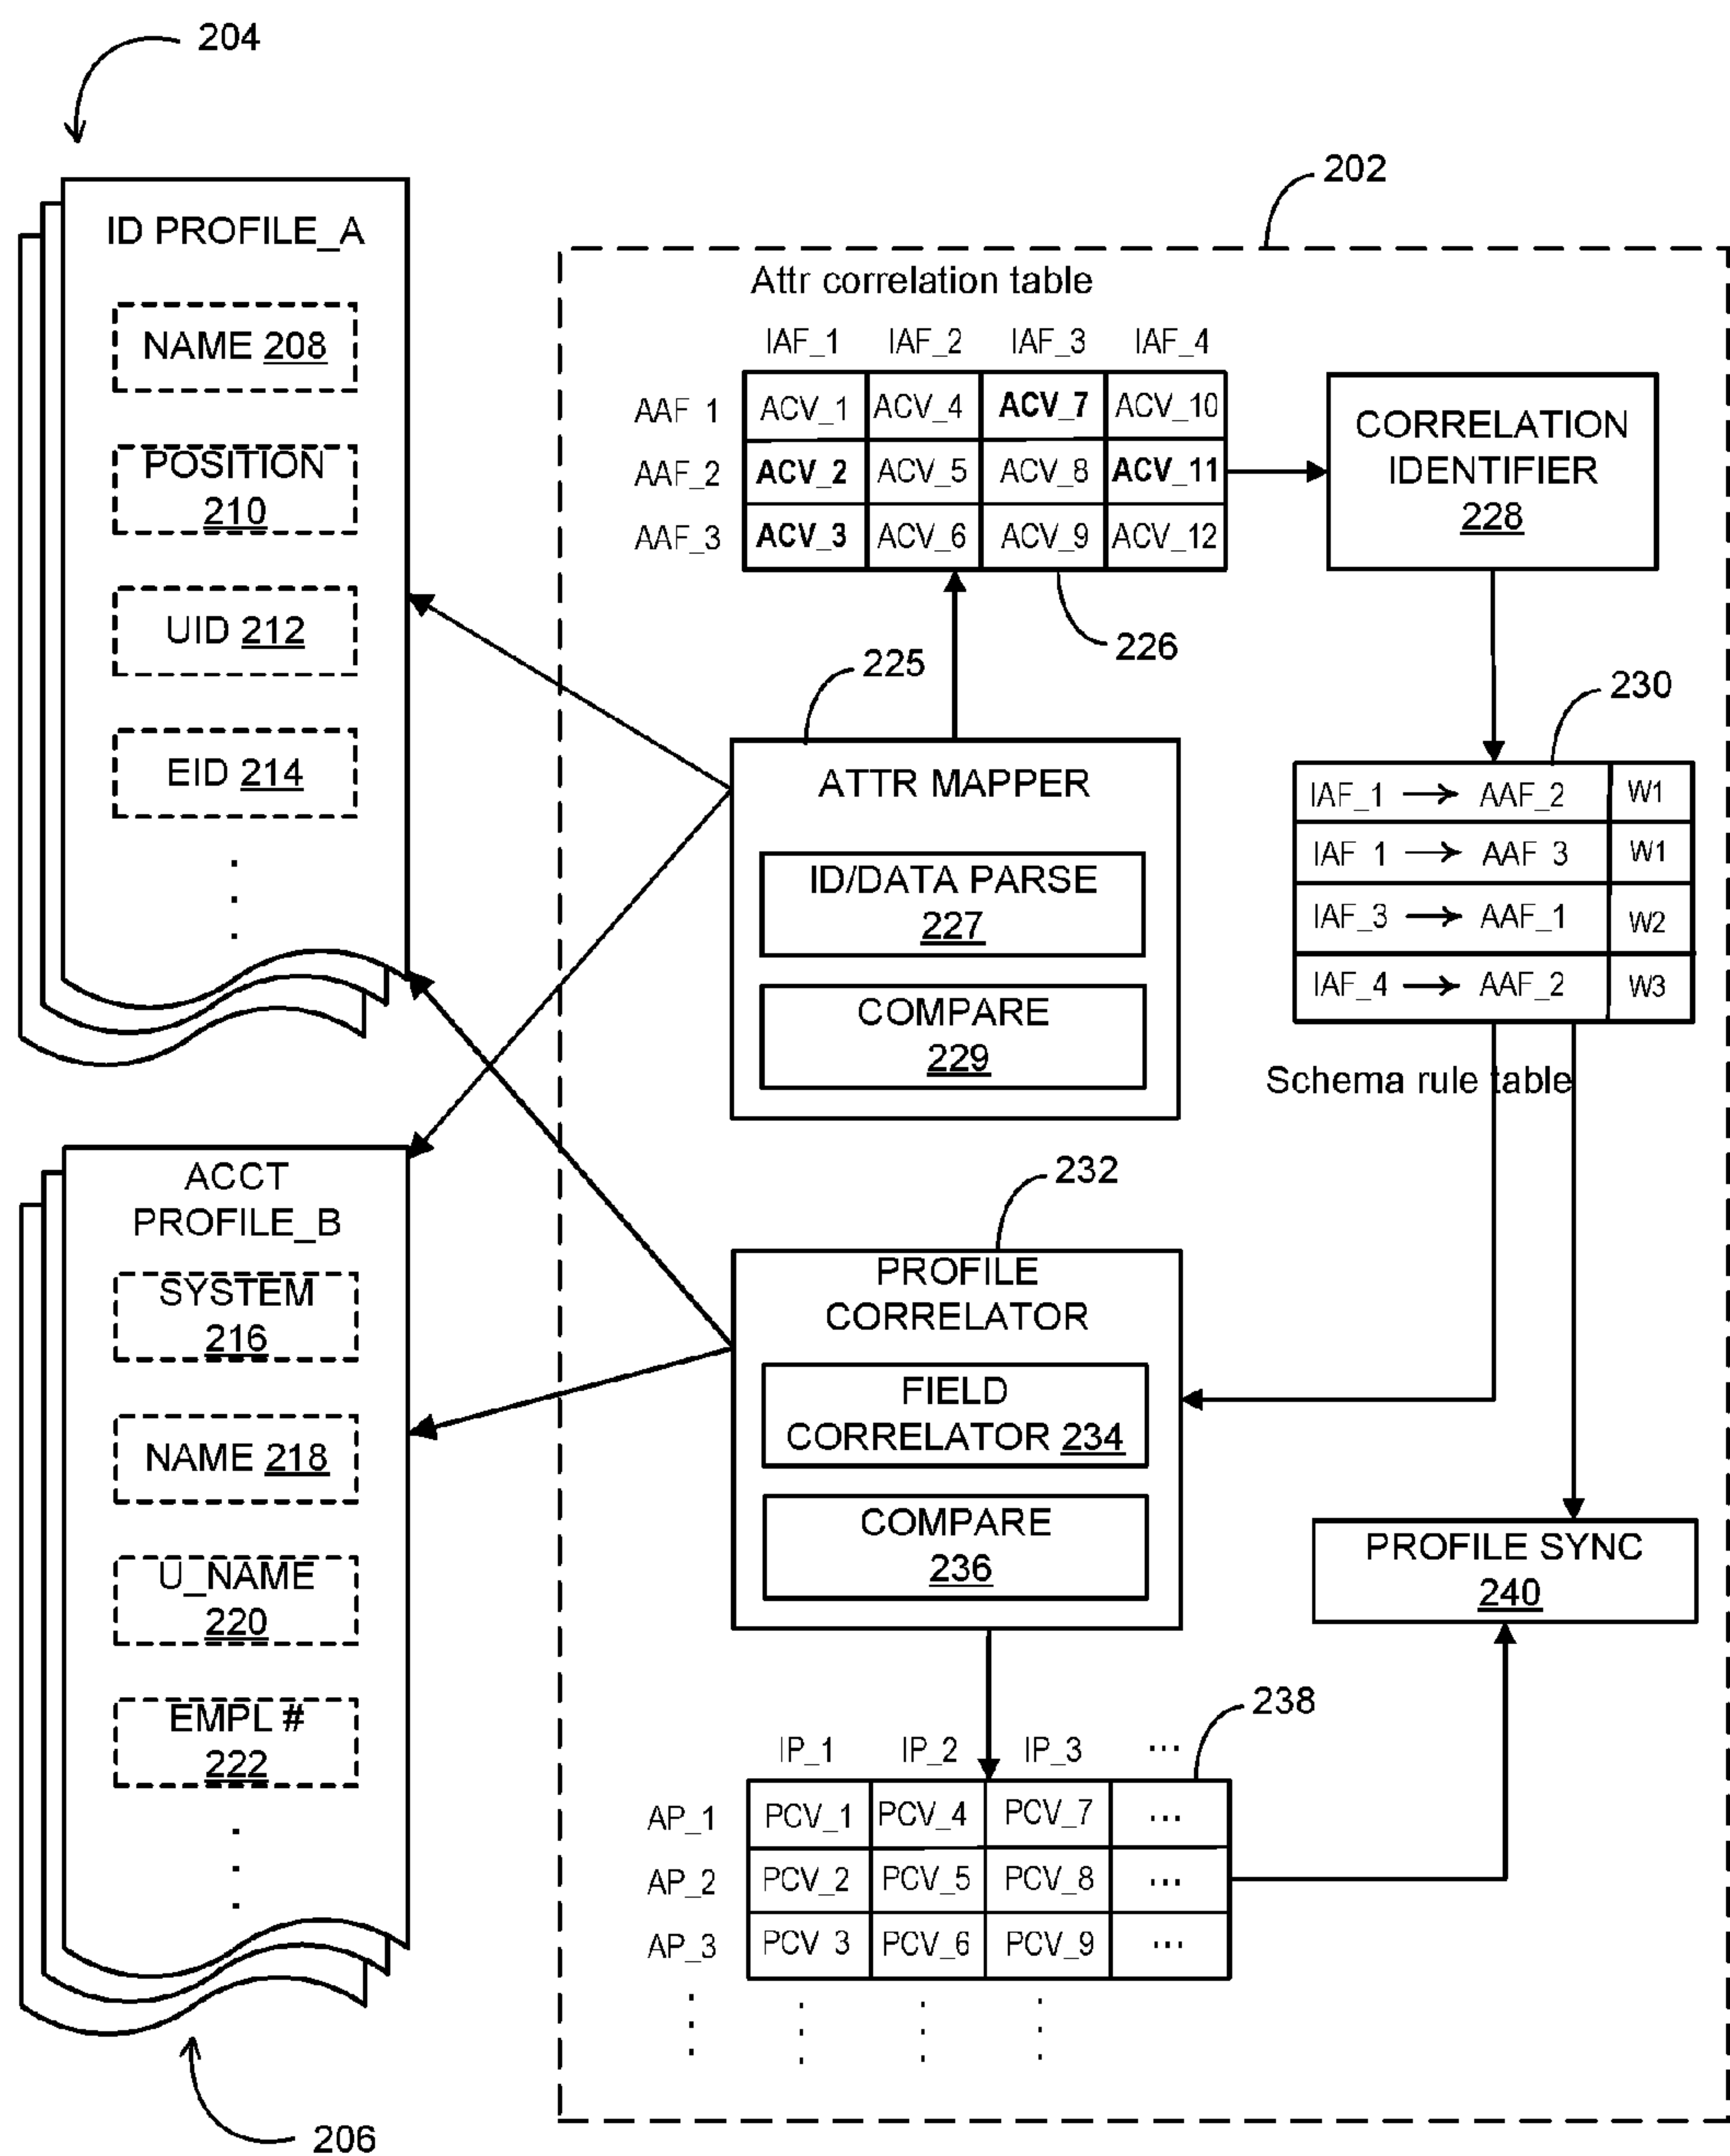 204
ID PROFILE_A
NAME 208
POSITION
210
UID 212
EID 214
.
.
.
ACCT
PROFILE_B
SYSTEM
216
NAME 218
U_NAME
220
EMPL #
222
.
.
.
206
202
Attr correlation table
IAF_1 IAF_2 IAF_3 IAF_4
AAF_1 ACV_1 ACV_4 ACV_7 ACV_10
AAF_2 ACV_2 ACV_5 ACV_8 ACV_11
AAF_3 ACV_3 ACV_6 ACV_9 ACV_12
226
CORRELATION
IDENTIFIER
228
225
ATTR MAPPER
ID/DATA PARSE
227
COMPARE
229
230
IAF_1 → AAF_2 W1
IAF_1 → AAF_3 W1
IAF_3 → AAF_1 W2
IAF_4 → AAF_2 W3
Schema rule table
232
PROFILE
CORRELATOR
FIELD
CORRELATOR 234
COMPARE
236
PROFILE SYNC
240
238
IP_1 IP_2 IP_3 ...
AP_1 PCV_1 PCV_4 PCV_7 ...
AP_2 PCV_2 PCV_5 PCV_8 ...
AP_3 PCV_3 PCV_6 PCV_9 ...
. . . .
. . . .
. . . .